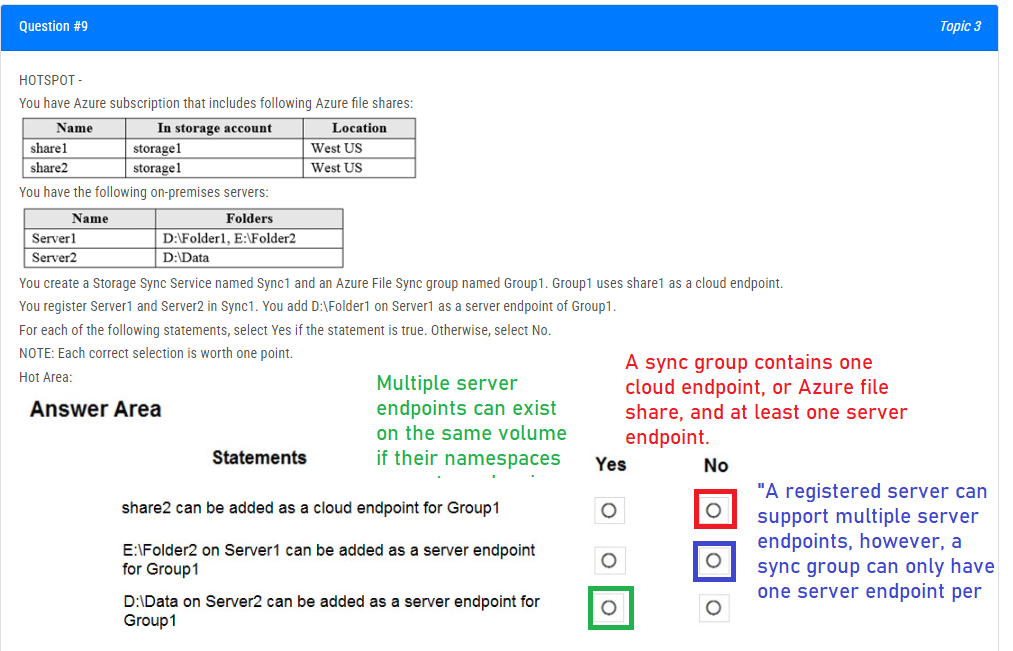 Question #9
Topic 3
HOTSPOT -
You have Azure subscription that includes following Azure file shares:
Name In storage account Location
share1 storage1 West US
share2 storage1 West US
You have the following on-premises servers:
Name Folders
Server1 D:\Folder1, E:\Folder2
Server2 D:\Data
You create a Storage Sync Service named Sync1 and an Azure File Sync group named Group1. Group1 uses share1 as a cloud endpoint.
You register Server1 and Server2 in Sync1. You add D:\Folder1 on Server1 as a server endpoint of Group1.
For each of the following statements, select Yes if the statement is true. Otherwise, select No.
NOTE: Each correct selection is worth one point.
Hot Area:
Answer Area
Multiple server
endpoints can exist
on the same volume
if their namespaces
A sync group contains one
cloud endpoint, or Azure file
share, and at least one server
endpoint.
Statements
Yes
No
share2 can be added as a cloud endpoint for Group1
E:\Folder2 on Server1 can be added as a server endpoint
for Group1
D:\Data on Server2 can be added as a server endpoint for
Group1
"A registered server can
support multiple server
endpoints, however, a
sync group can only have
one server endpoint per